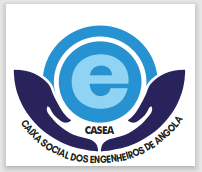 e
CASEA
CAIXA SOCIAL DOS ENGENHEIROS DE ANGOLA